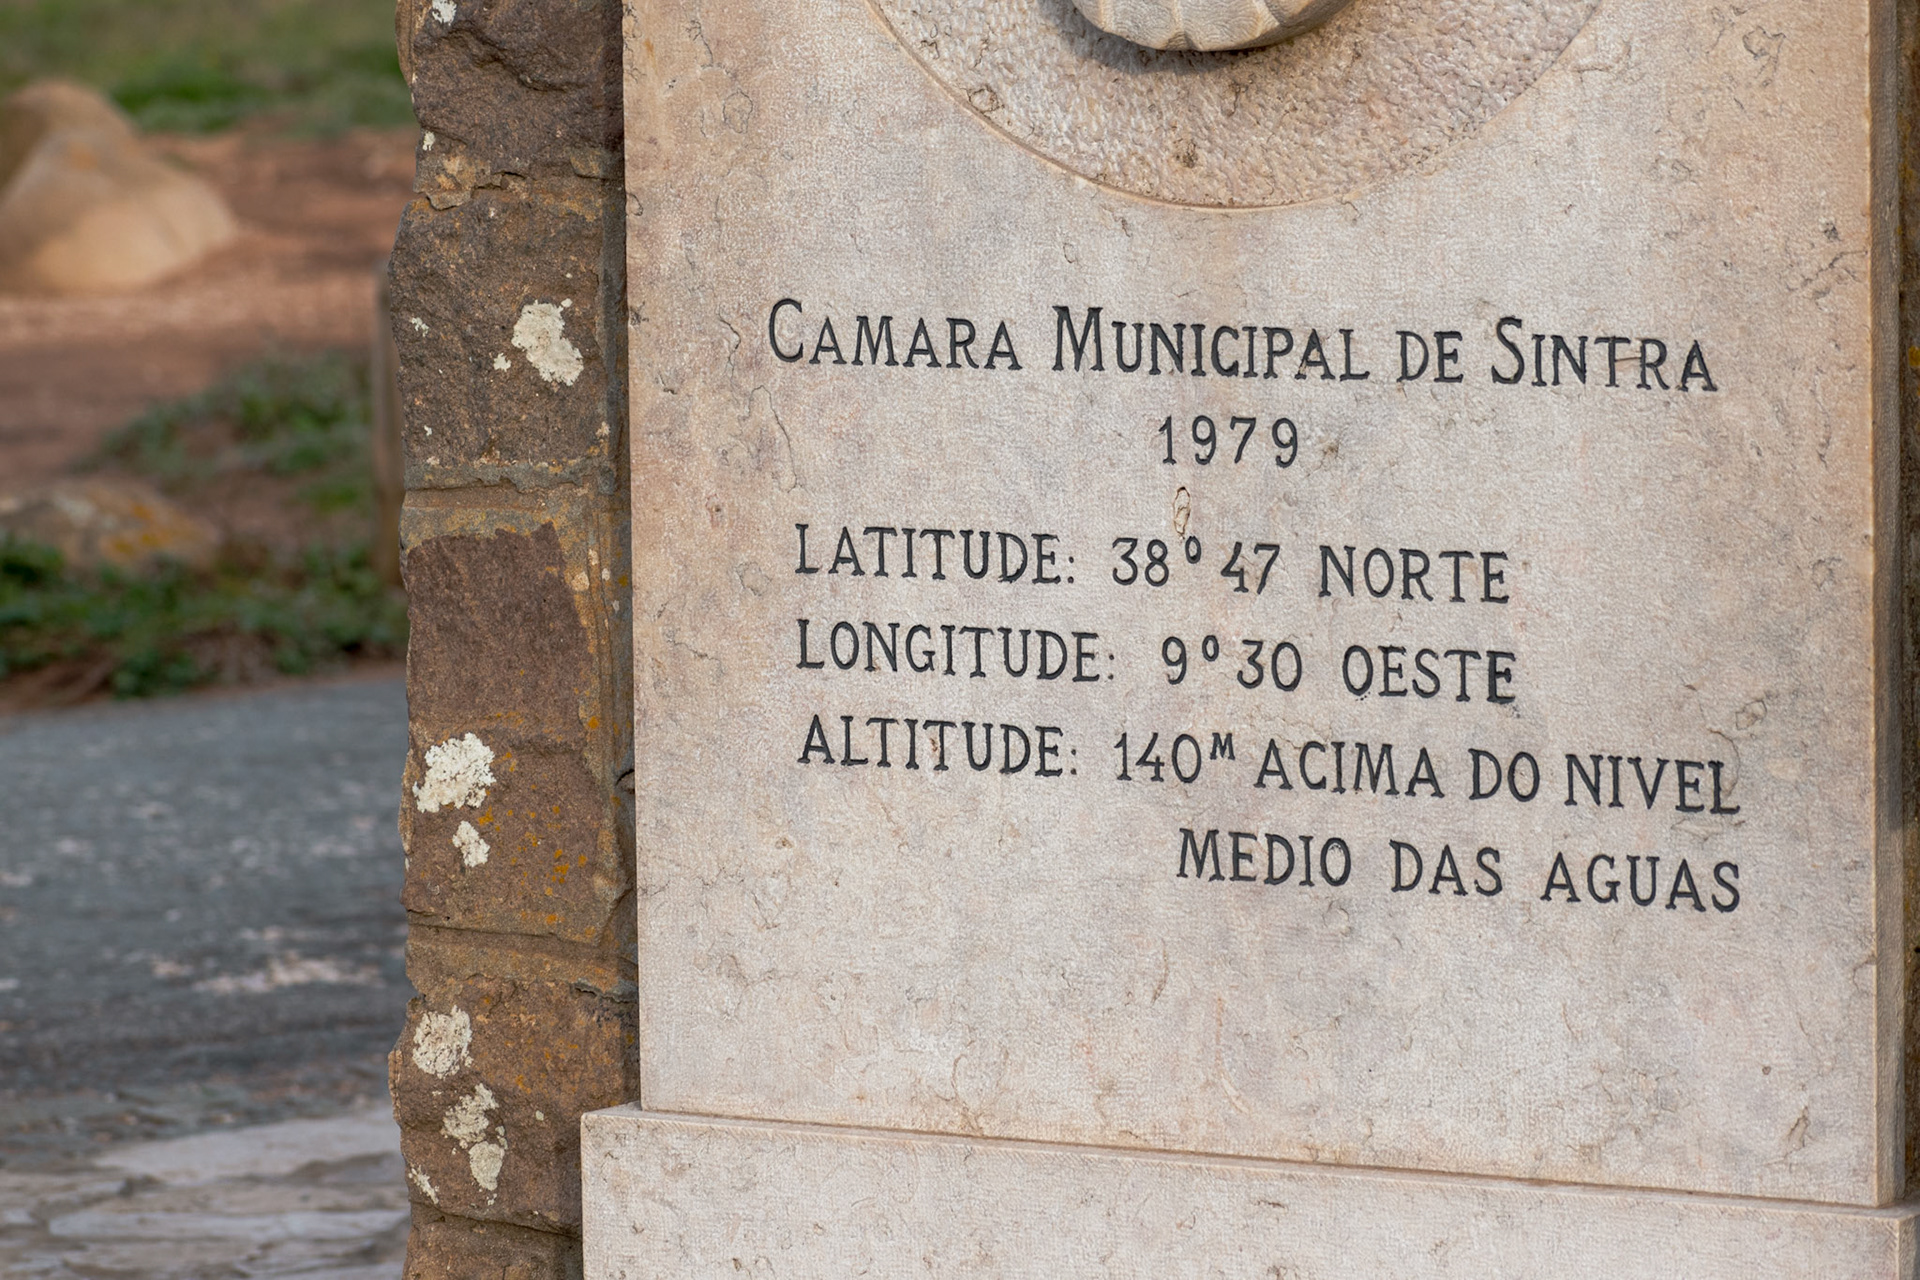 CAMARA MUNICIPAL DE SINTRA
1979
LATITUDE: 38º 47 NORTE
LONGITUDE: 9º 30 OESTE
ALTITUDE: 140ᴹ ACIMA DO NIVEL
MEDIO DAS AGUAS